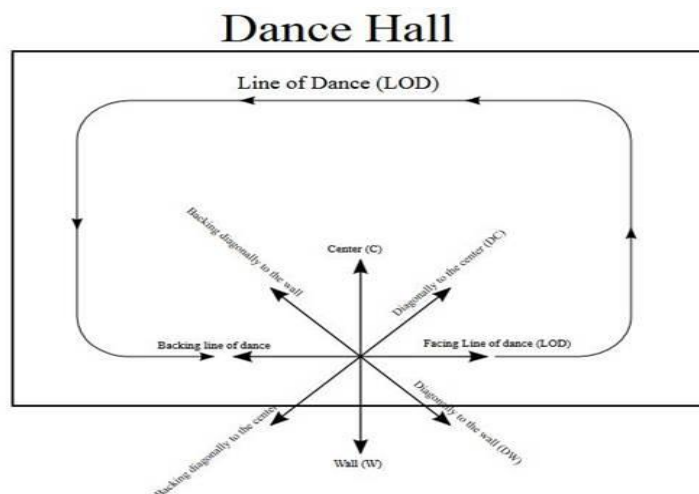 Dance Hall
Line of Dance (LOD)
Backing diagonally to the wall
Center (C)
Diagonally to the center (DC)
Backing line of dance
Facing Line of dance (LOD)
Backing diagonally to the center
Diagonally to the wall (DW)
Wall (W)